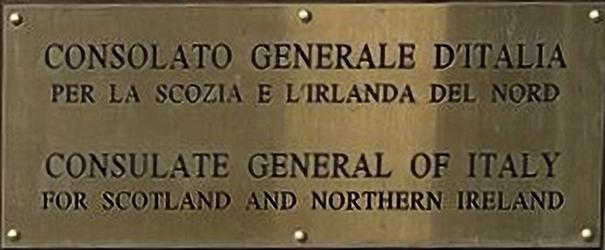 CONSOLATO GENERALE D'ITALIA
PER LA SCOZIA E L'IRLANDA DEL NORD
CONSULATE GENERAL OF ITALY
FOR SCOTLAND AND NORTHERN IRELAND